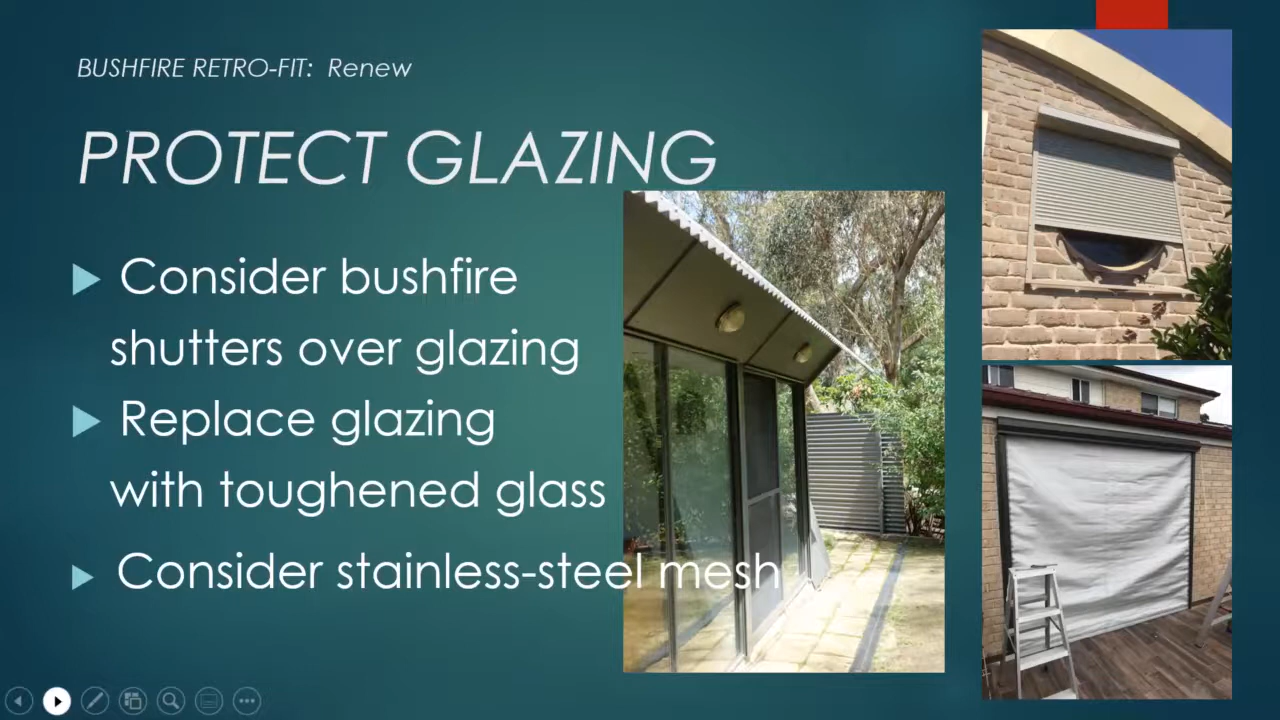 BUSHFIRE RETRO-FIT: Renew
PROTECT GLAZING
Consider bushfire
shutters over glazing
Replace glazing
with toughened glass
Consider stainless-steel mesh